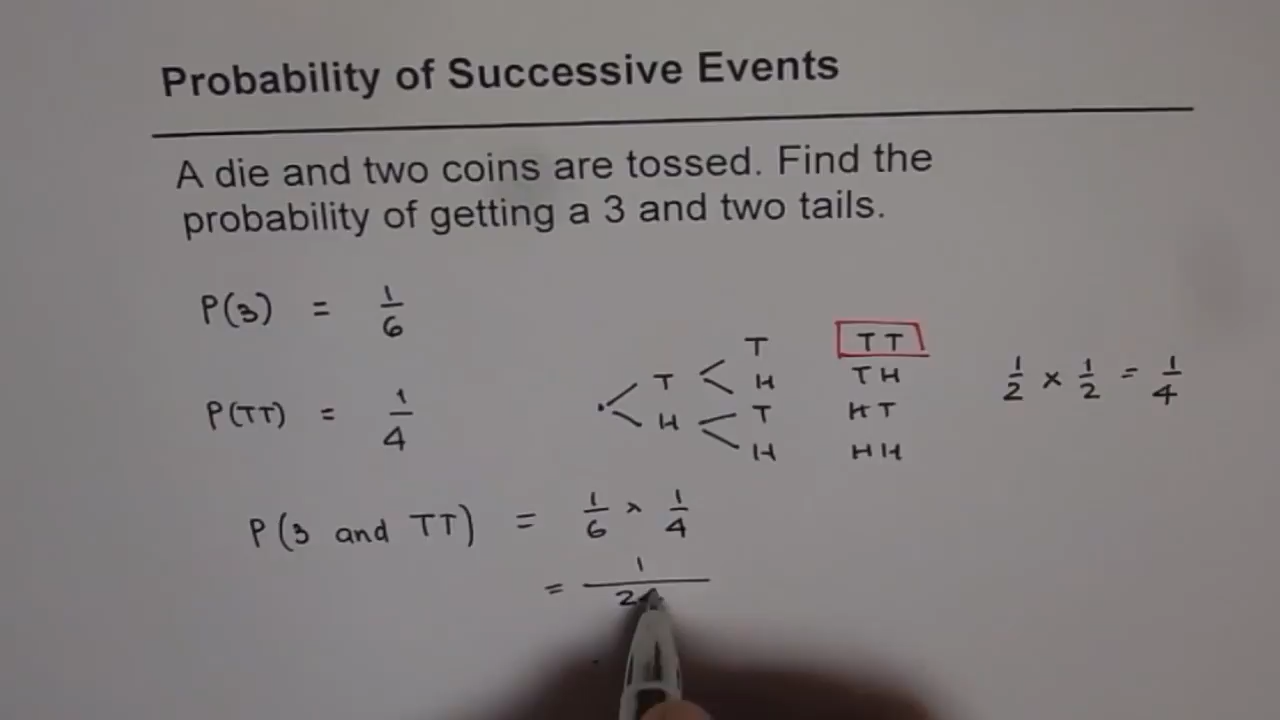 Probability of Successive Events
A die and two coins are tossed. Find the
probability of getting a 3 and two tails.
P(3) = 1/6
P(TT) = 1/4
T T TT
H TH
H T HT
H HH
1/2 × 1/2 = 1/4
P(3 and TT) = 1/6 × 1/4
= 1/24